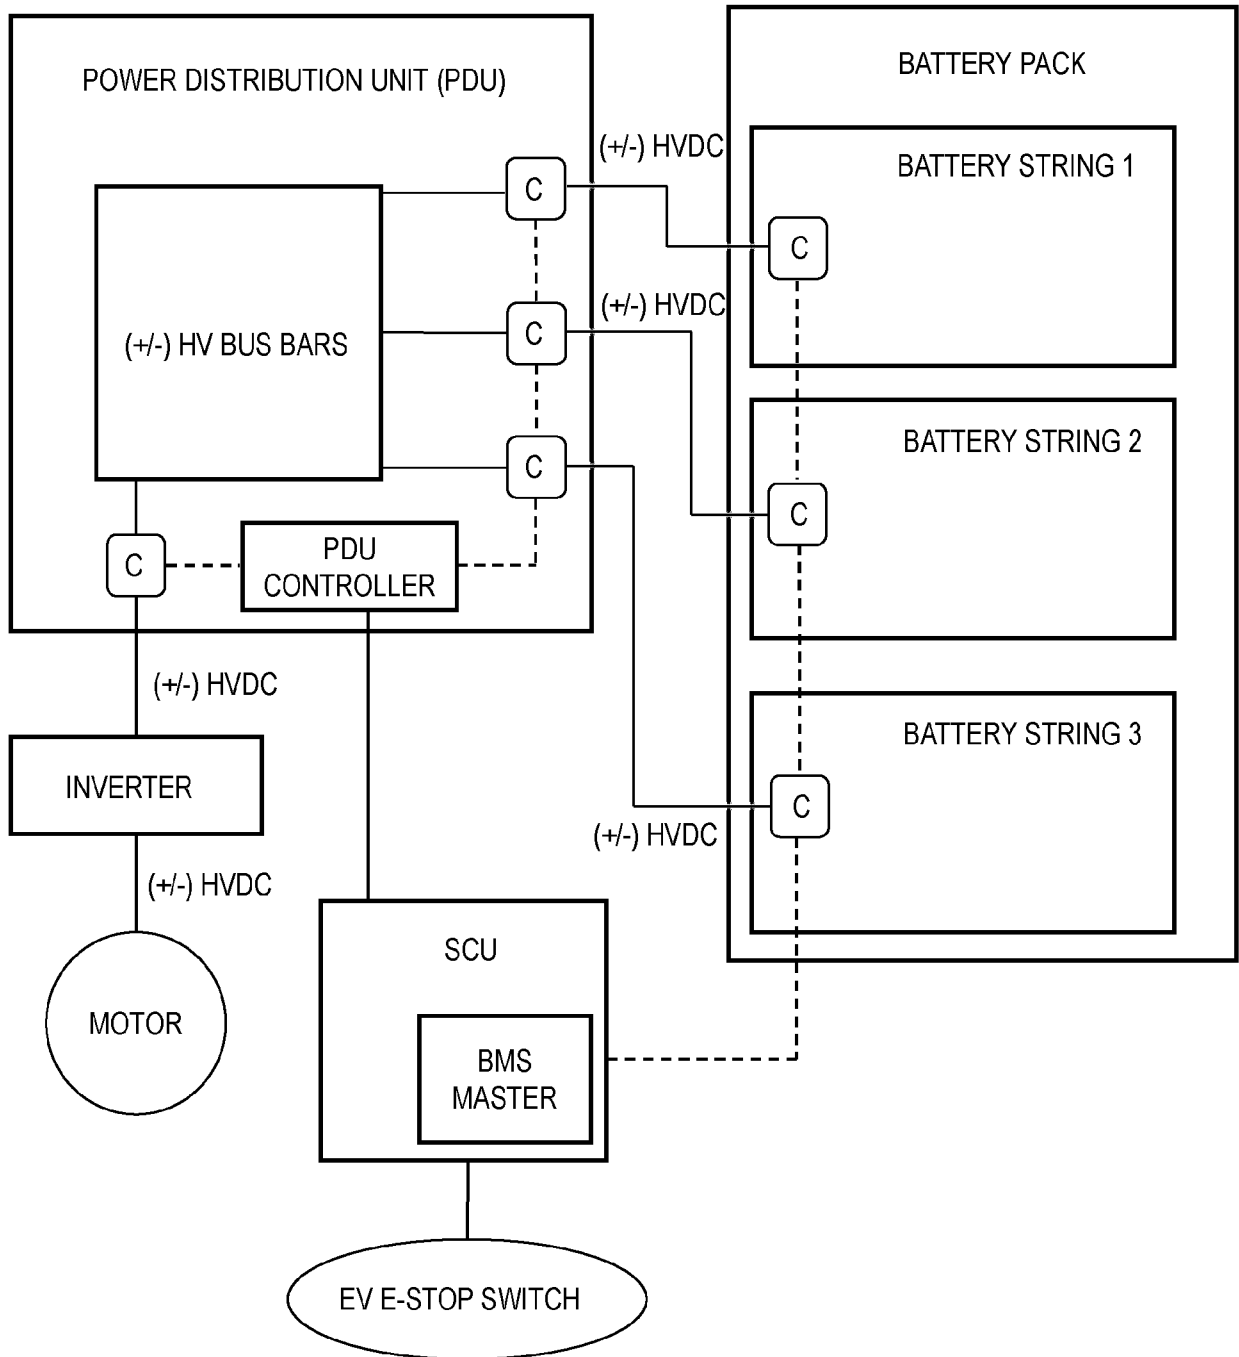 POWER DISTRIBUTION UNIT (PDU)
BATTERY PACK
(+/-) HVDC
BATTERY STRING 1
C
C
(+/-) HV BUS BARS
(+/-) HVDC
C
BATTERY STRING 2
C
C
C
PDU
CONTROLLER
C
(+/-) HVDC
BATTERY STRING 3
INVERTER
C
(+/-) HVDC
(+/-) HVDC
SCU
MOTOR
BMS
MASTER
EV E-STOP SWITCH